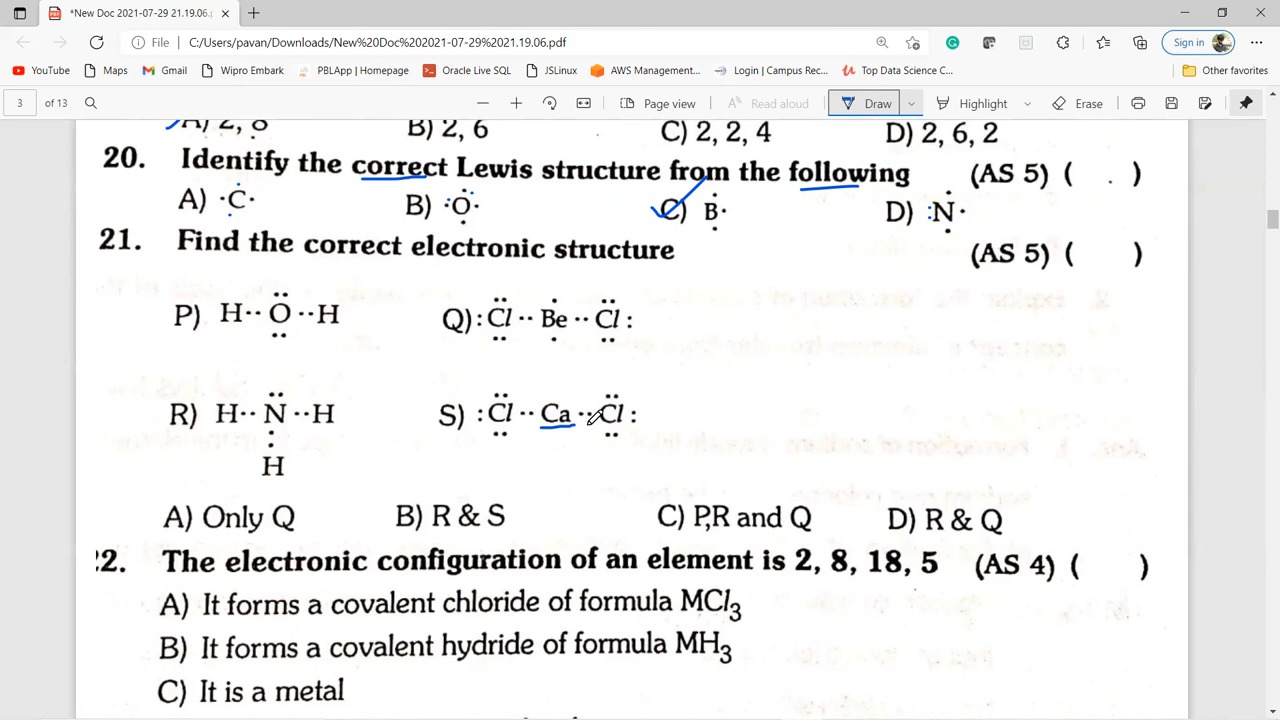 *New Doc 2021-07-29 21.19.06.p
File C:/Users/pavan/Downloads/New%20Doc%202021-07-29%2021.19.06.pdf
Sign in
YouTube Maps Gmail Wipro Embark PBLApp | Homepage Oracle Live SQL JSLinux AWS Management... Login | Campus Rec... Top Data Science C... Other favorites
3 of 13 Page view Read aloud Draw Highlight Erase
A) 2, 8 B) 2, 6 C) 2, 2, 4 D) 2, 6, 2
20. Identify the correct Lewis structure from the following (AS 5) ( . )
A) ·C· B) :O· C) B· D) :N·
21. Find the correct electronic structure (AS 5) ( )
P) H·· O ··H Q) :Cl ·· Be ·· Cl :
R) H·· N ··H S) :Cl ·· Ca ·· Cl :
H
A) Only Q B) R & S C) P,R and Q D) R & Q
22. The electronic configuration of an element is 2, 8, 18, 5 (AS 4) ( )
A) It forms a covalent chloride of formula MCl₃
B) It forms a covalent hydride of formula MH₃
C) It is a metal